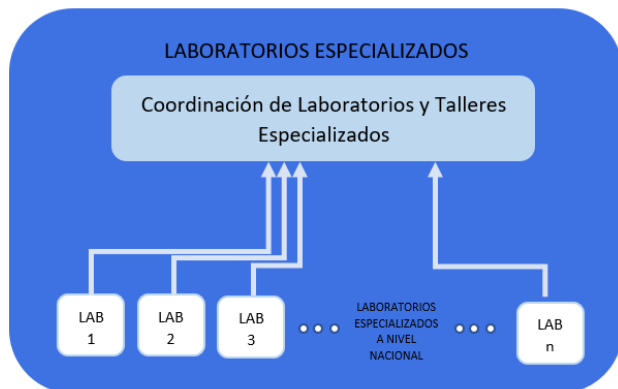 LABORATORIOS ESPECIALIZADOS
Coordinación de Laboratorios y Talleres
Especializados
LAB
1
LAB
2
LAB
3
LABORATORIOS
ESPECIALIZADOS
A NIVEL
NACIONAL
LAB
n